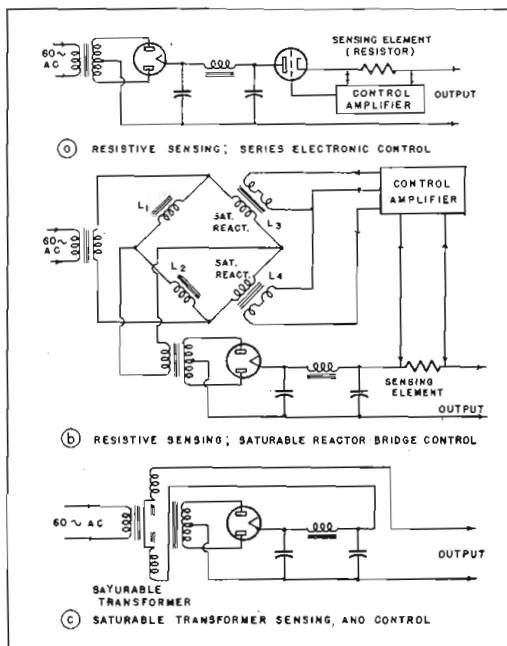 60~
AC
SENSING ELEMENT
(RESISTOR)
CONTROL
AMPLIFIER
OUTPUT
a RESISTIVE SENSING; SERIES ELECTRONIC CONTROL
L1
SAT.
REACT.
L3
CONTROL
AMPLIFIER
60~
AC
L2
SAT.
REACT.
L4
SENSING
ELEMENT
OUTPUT
b RESISTIVE SENSING; SATURABLE REACTOR BRIDGE CONTROL
60~ AC
OUTPUT
SATURABLE
TRANSFORMER
c SATURABLE TRANSFORMER SENSING, AND CONTROL